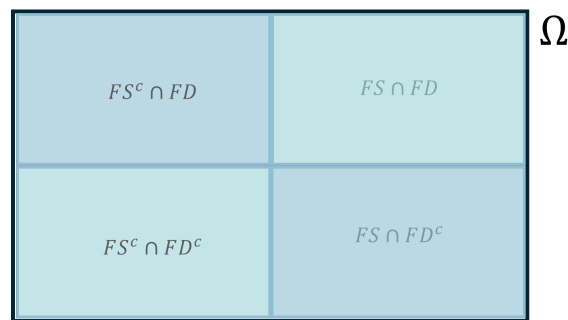 Ω
FS^c ∩ FD
FS ∩ FD
FS^c ∩ FD^c
FS ∩ FD^c